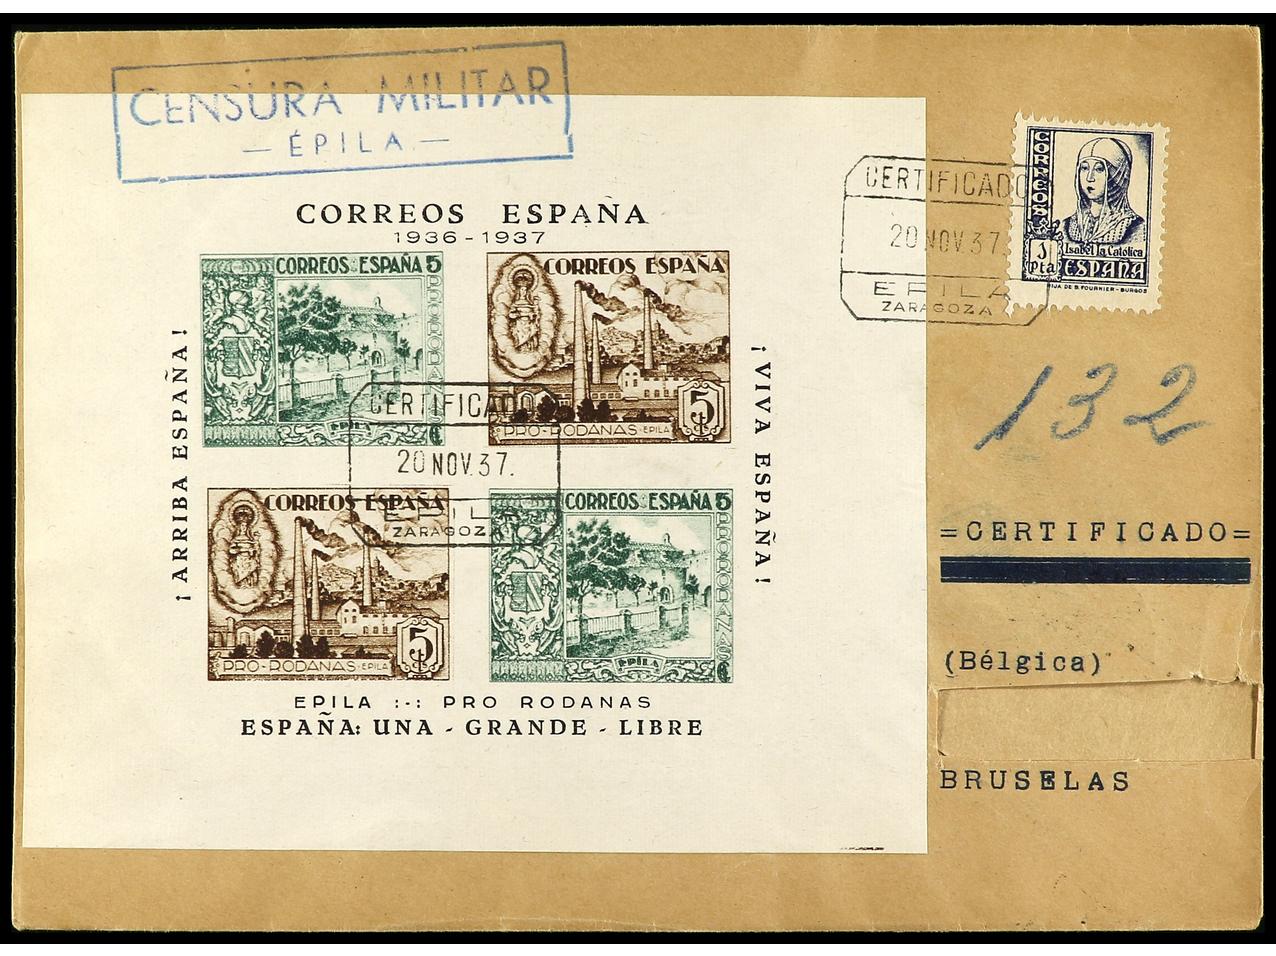 CENSURA MILITAR
— ÉPILA —
CORREOS ESPAÑA
1936-1937
¡ARRIBA ESPAÑA!
¡VIVA ESPAÑA!
CORREOS ESPAÑA 5
PRO RODANAS
EPILA
CORREOS ESPAÑA
5
PRO-RODANAS-EPILA
CERTIFICADO
20 NOV. 37.
EPILA
ZARAGOZA
CORREOS ESPAÑA
5
PRO-RODANAS-EPILA
CORREOS ESPAÑA 5
PRO RODANAS
EPILA
EPILA :-: PRO RODANAS
ESPAÑA: UNA - GRANDE - LIBRE
CERTIFICADO
20 NOV. 37
EPILA
ZARAGOZA
CORREOS
1 Pta
Isabel la Católica
ESPAÑA
HIJA DE B. FOURNIER - BURGOS
132
=CERTIFICADO=
(Bélgica)
BRUSELAS